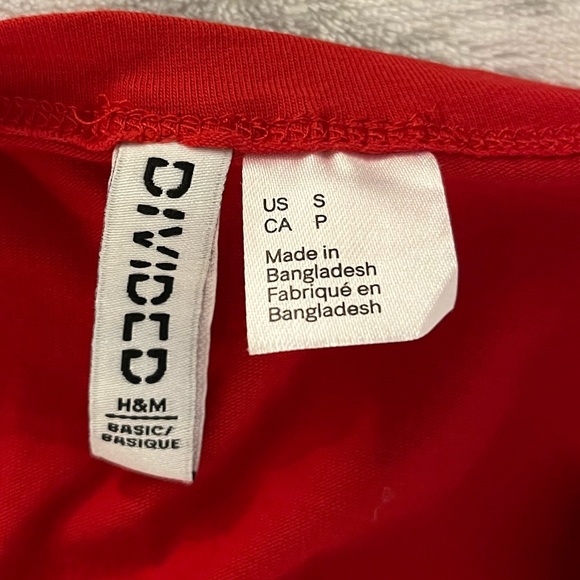 DIVIDED
H&M
BASIC/
BASIQUE
US S
CA P
Made in
Bangladesh
Fabriqué en
Bangladesh